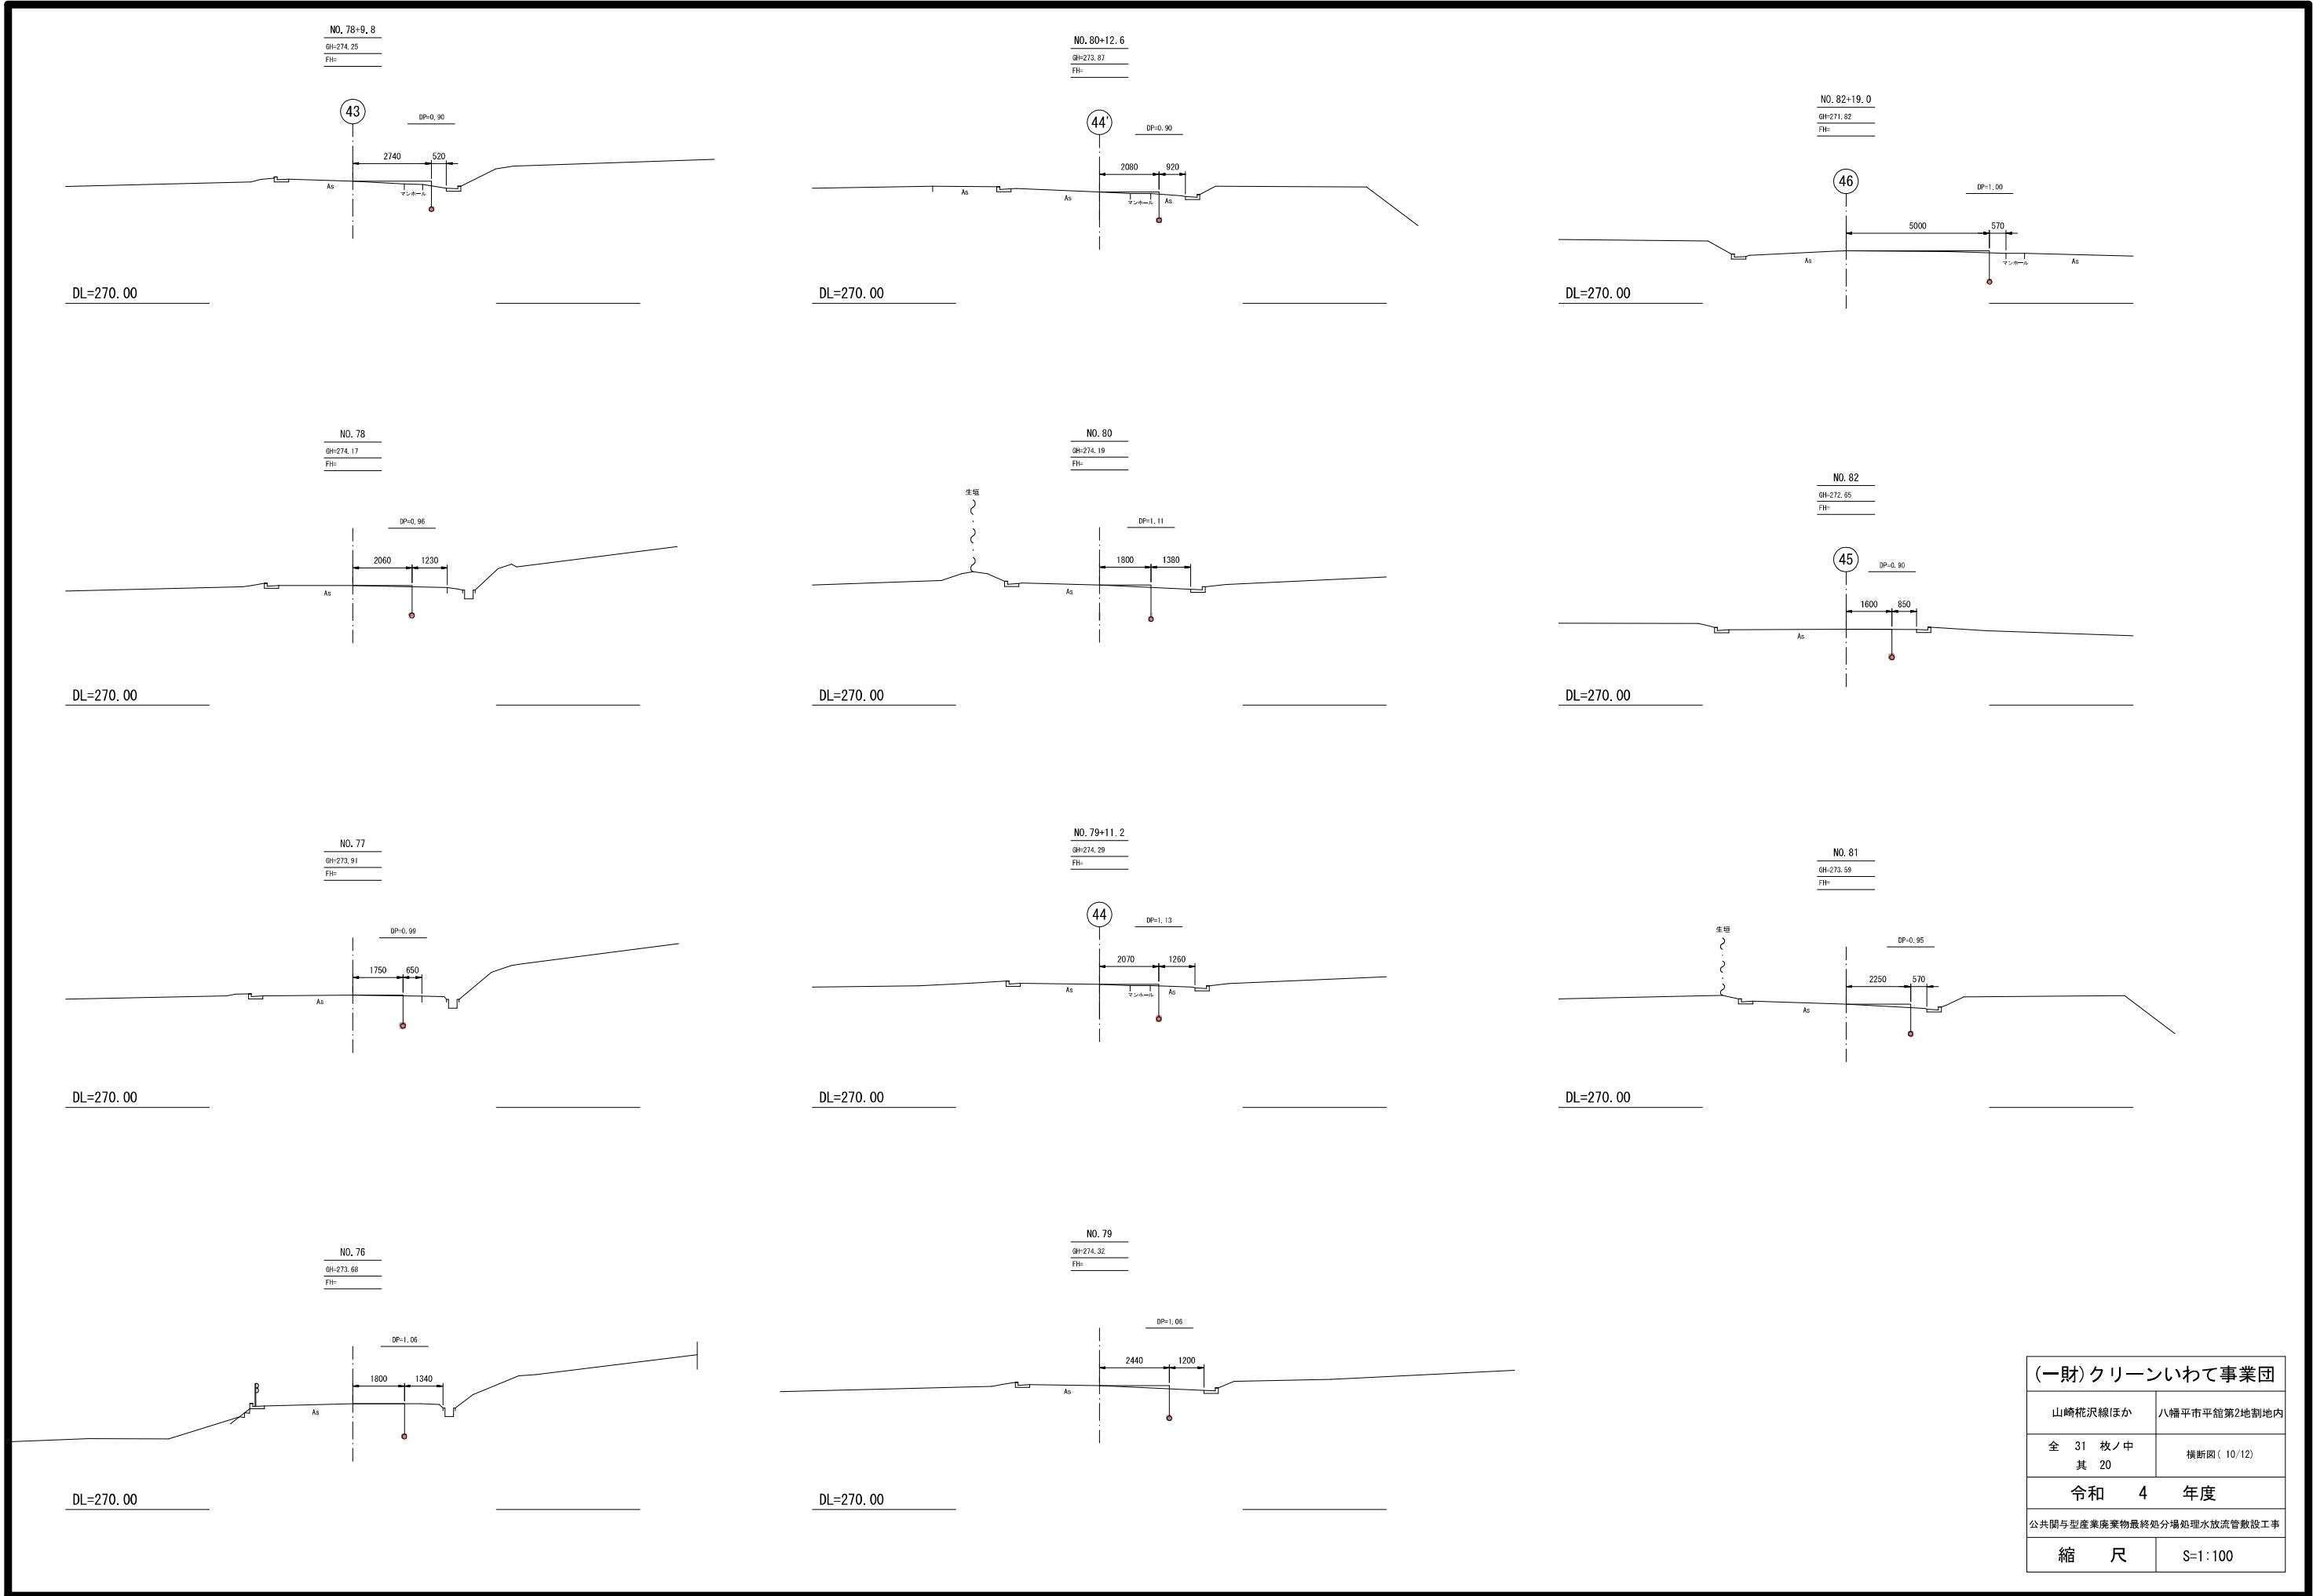 NO.78+9.8
GH=274.25
FH=
43
DP=0.90
2740
520
As
マンホール
DL=270.00
NO.80+12.6
GH=273.87
FH=
44'
DP=0.90
2080
920
As
As
マンホール
As
DL=270.00
NO.82+19.0
GH=271.82
FH=
46
DP=1.00
5000
570
As
マンホール
As
DL=270.00
NO.78
GH=274.17
FH=
DP=0.96
2060
1230
As
DL=270.00
NO.80
GH=274.19
FH=
生垣
DP=1.11
1800
1380
As
DL=270.00
NO.82
GH=272.65
FH=
45
DP=0.90
1600
850
As
DL=270.00
NO.77
GH=273.91
FH=
DP=0.99
1750
650
As
DL=270.00
NO.79+11.2
GH=274.29
FH=
44
DP=1.13
2070
1260
As
マンホール
As
DL=270.00
NO.81
GH=273.59
FH=
生垣
DP=0.95
2250
570
As
DL=270.00
NO.76
GH=273.68
FH=
DP=1.06
1800
1340
As
DL=270.00
NO.79
GH=274.32
FH=
DP=1.06
2440
1200
As
DL=270.00
(一財)クリーンいわて事業団
山崎椛沢線ほか
八幡平市平舘第2地割地内
全 31 枚ノ中
其 20
横断図( 10/12)
令和 4 年度
公共関与型産業廃棄物最終処分場処理水放流管敷設工事
縮 尺
S=1:100